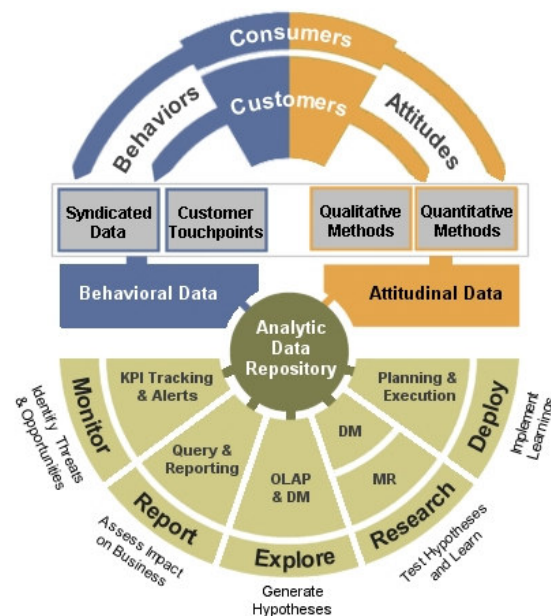 Consumers
Customers
Behaviors
Attitudes
Syndicated
Data
Customer
Touchpoints
Qualitative
Methods
Quantitative
Methods
Behavioral Data
Attitudinal Data
Analytic
Data
Repository
KPI Tracking
& Alerts
Query &
Reporting
OLAP
& DM
DM
MR
Planning &
Execution
Monitor
Report
Explore
Research
Deploy
Identify Threats
& Opportunities
Assess Impact
on Business
Generate
Hypotheses
Test Hypotheses
and Learn
Implement
Learnings